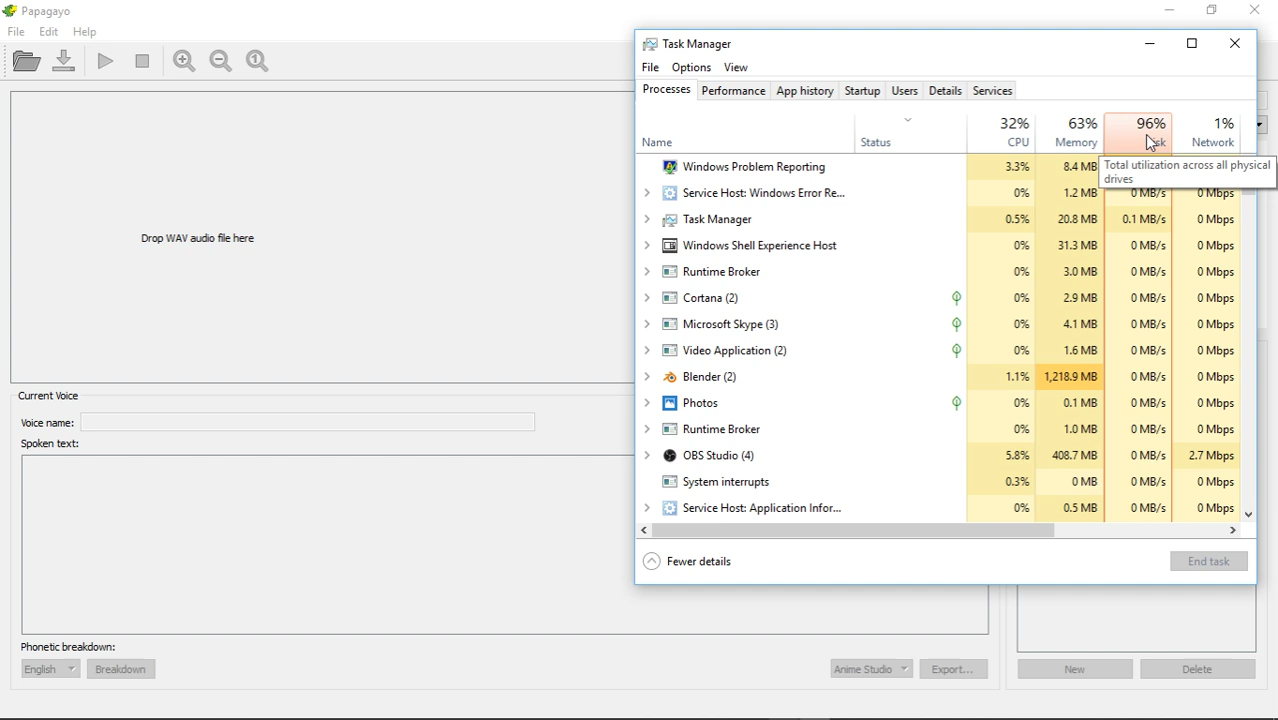 Papagayo
File Edit Help
Drop WAV audio file here
Current Voice
Voice name:
Spoken text:
Phonetic breakdown:
English Breakdown Anime Studio Export... New Delete
Task Manager
File Options View
Processes Performance App history Startup Users Details Services
32% 63% 96% 1%
Name Status CPU Memory Network
Total utilization across all physical
drives
Windows Problem Reporting 3.3% 8.4 MB
Service Host: Windows Error Re... 0% 1.2 MB 0 MB/s 0 Mbps
Task Manager 0.5% 20.8 MB 0.1 MB/s 0 Mbps
Windows Shell Experience Host 0% 31.3 MB 0 MB/s 0 Mbps
Runtime Broker 0% 3.0 MB 0 MB/s 0 Mbps
Cortana (2) 0% 2.9 MB 0 MB/s 0 Mbps
Microsoft Skype (3) 0% 4.1 MB 0 MB/s 0 Mbps
Video Application (2) 0% 1.6 MB 0 MB/s 0 Mbps
Blender (2) 1.1% 1,218.9 MB 0 MB/s 0 Mbps
Photos 0% 0.1 MB 0 MB/s 0 Mbps
Runtime Broker 0% 1.0 MB 0 MB/s 0 Mbps
OBS Studio (4) 5.8% 408.7 MB 0 MB/s 2.7 Mbps
System interrupts 0.3% 0 MB 0 MB/s 0 Mbps
Service Host: Application Infor... 0% 0.5 MB 0 MB/s 0 Mbps
Fewer details End task